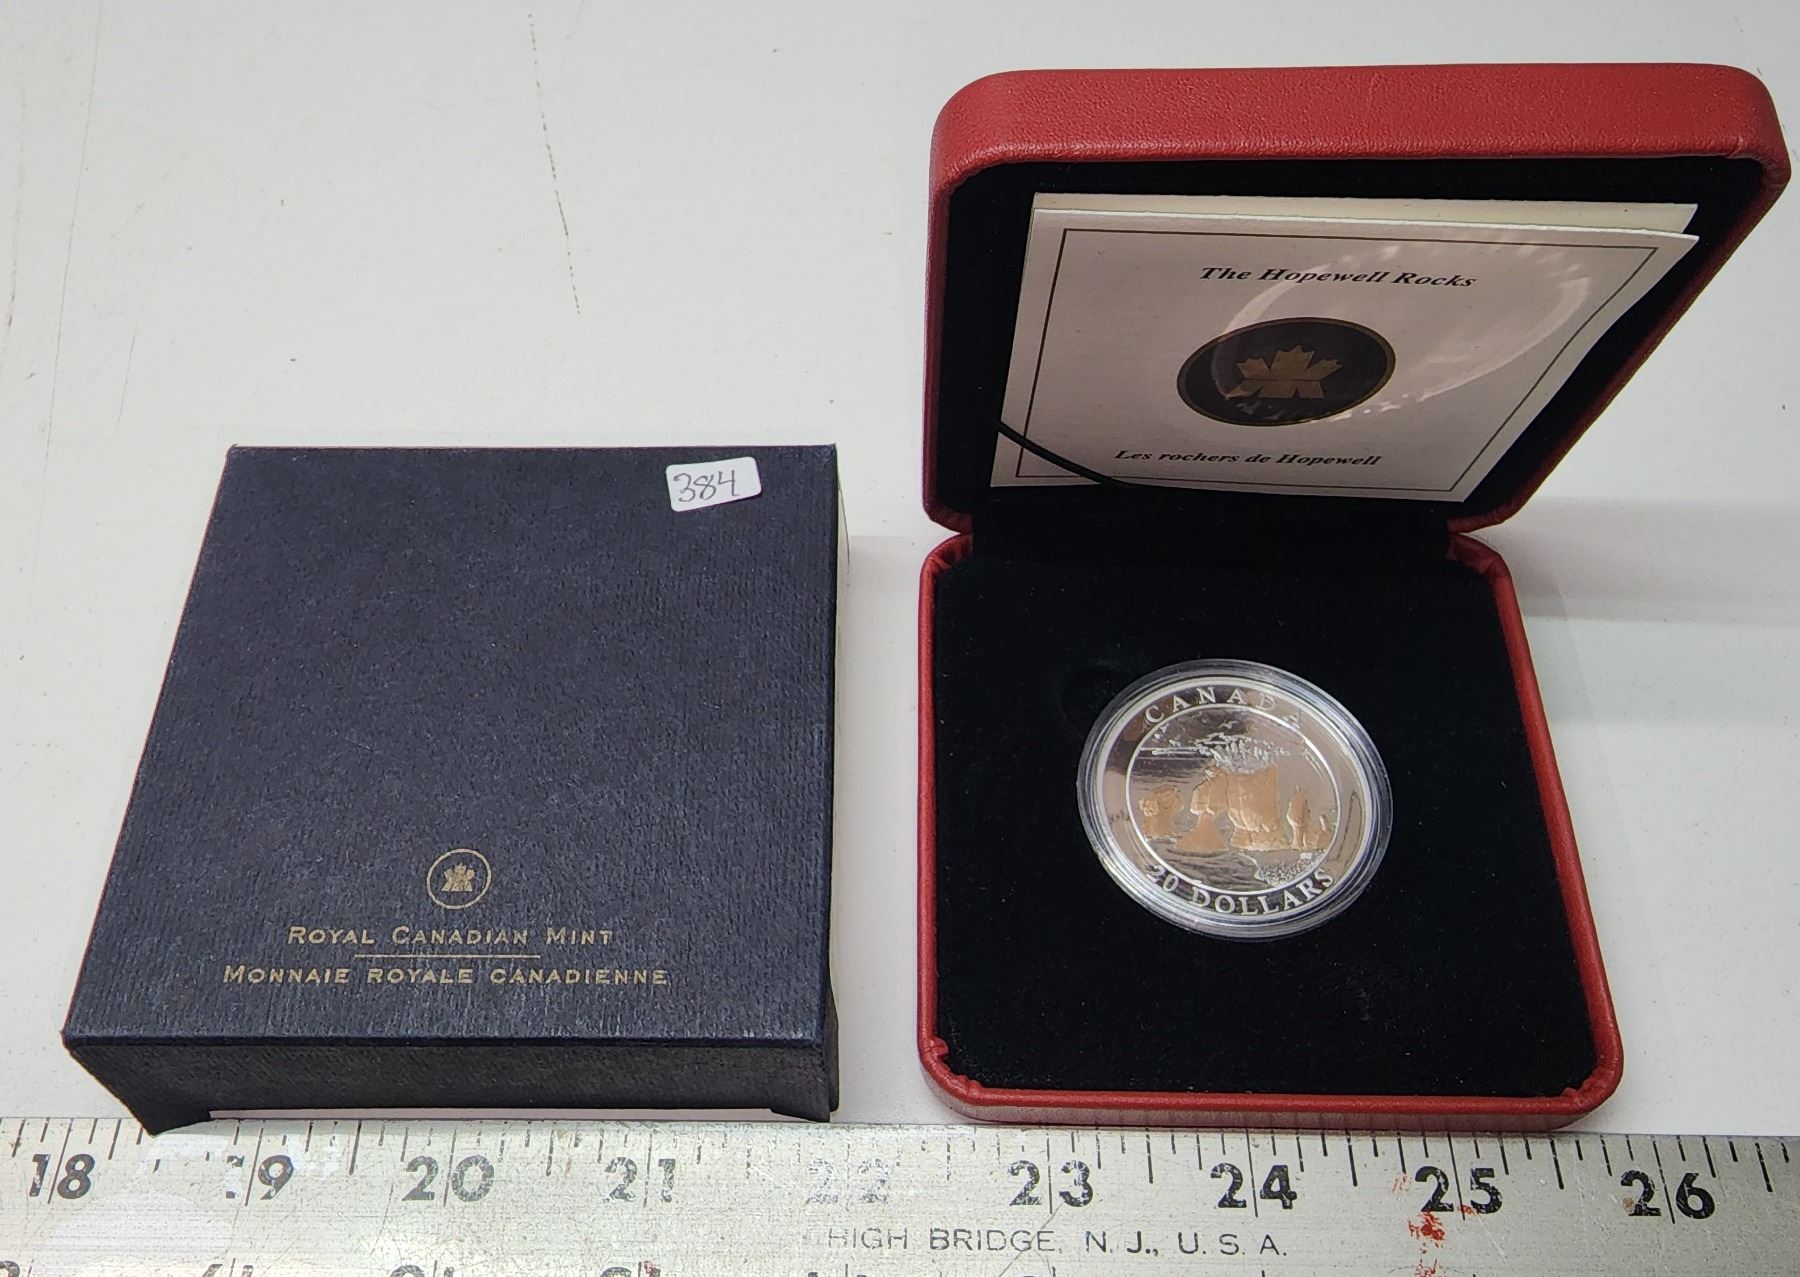 384
ROYAL CANADIAN MINT
MONNAIE ROYALE CANADIENNE
The Hopewell Rocks
Les rochers de Hopewell
CANADA
20 DOLLARS
18 19 20 21 22 23 24 25 26
HIGH BRIDGE, N. J., U. S. A.